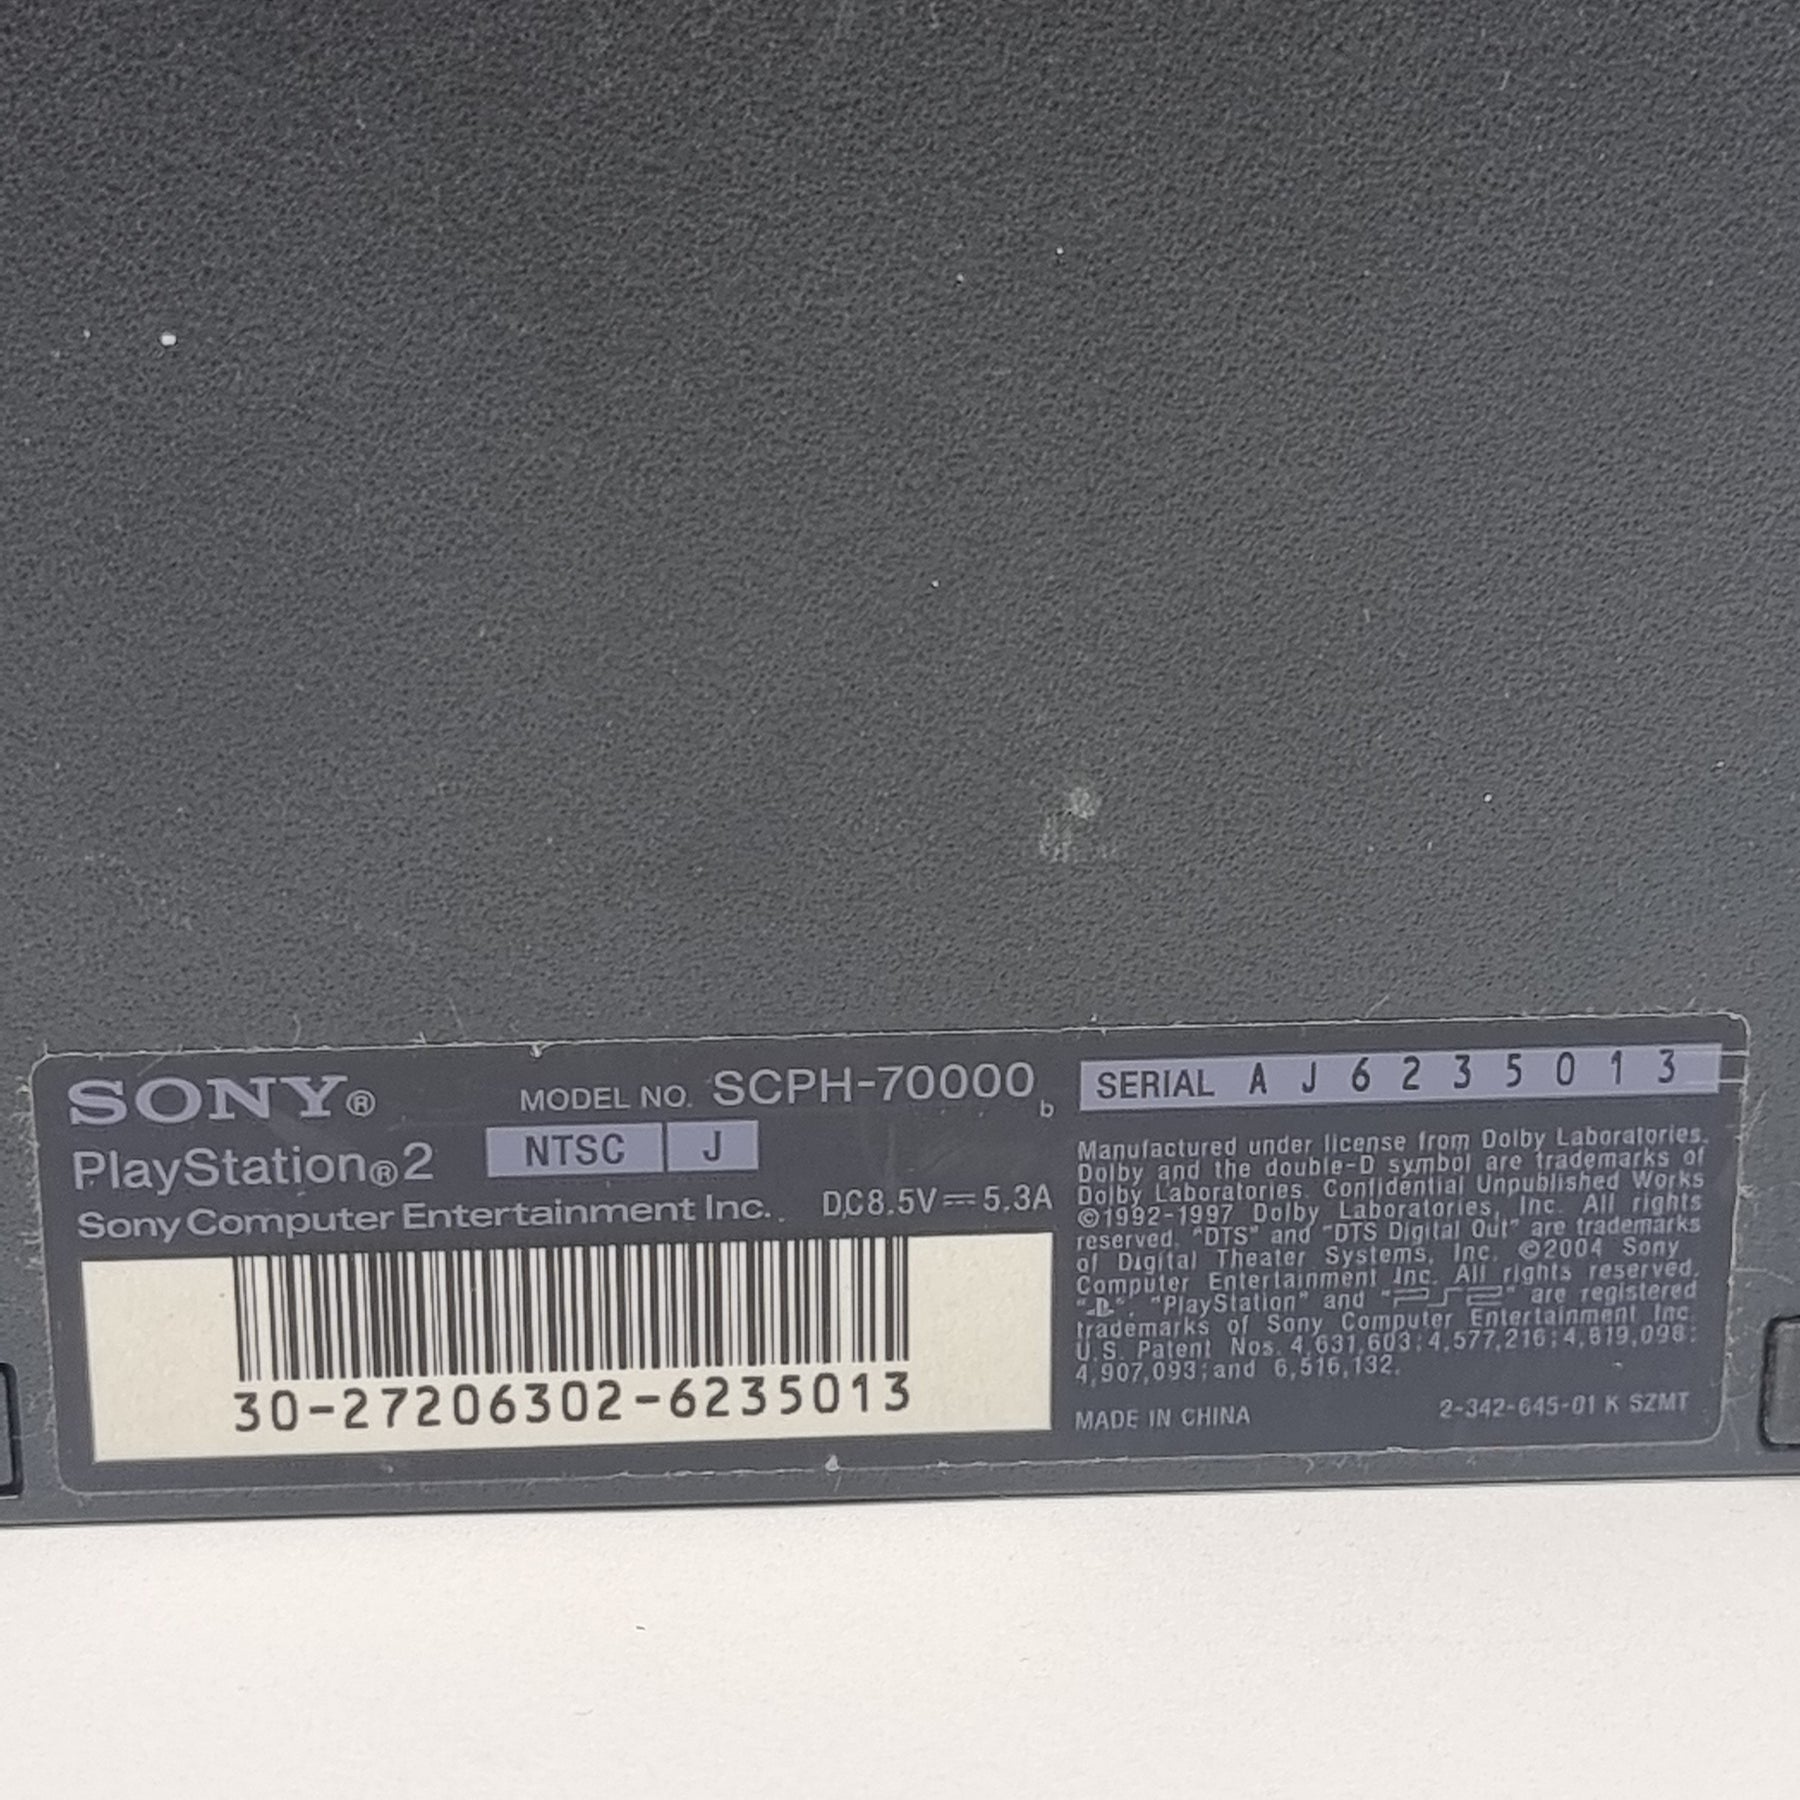 SONY®
MODEL NO. SCPH-70000 b
PlayStation®2
NTSC J
Sony Computer Entertainment Inc.
DC8.5V 5.3A
30-27206302-6235013
SERIAL A J 6 2 3 5 0 1 3
Manufactured under license from Dolby Laboratories.
Dolby and the double-D symbol are trademarks of
Dolby Laboratories. Confidential Unpublished Works
©1992-1997 Dolby Laboratories, Inc. All rights
reserved. "DTS" and "DTS Digital Out" are trademarks
of Digital Theater Systems, Inc. ©2004 Sony
Computer Entertainment Inc. All rights reserved.
" ", "PlayStation" and "PS2" are registered
trademarks of Sony Computer Entertainment Inc.
U.S. Patent Nos. 4,631,603;4,577,216;4,819,098;
4,907,093;and 6,516,132.
MADE IN CHINA
2-342-645-01 K SZMT